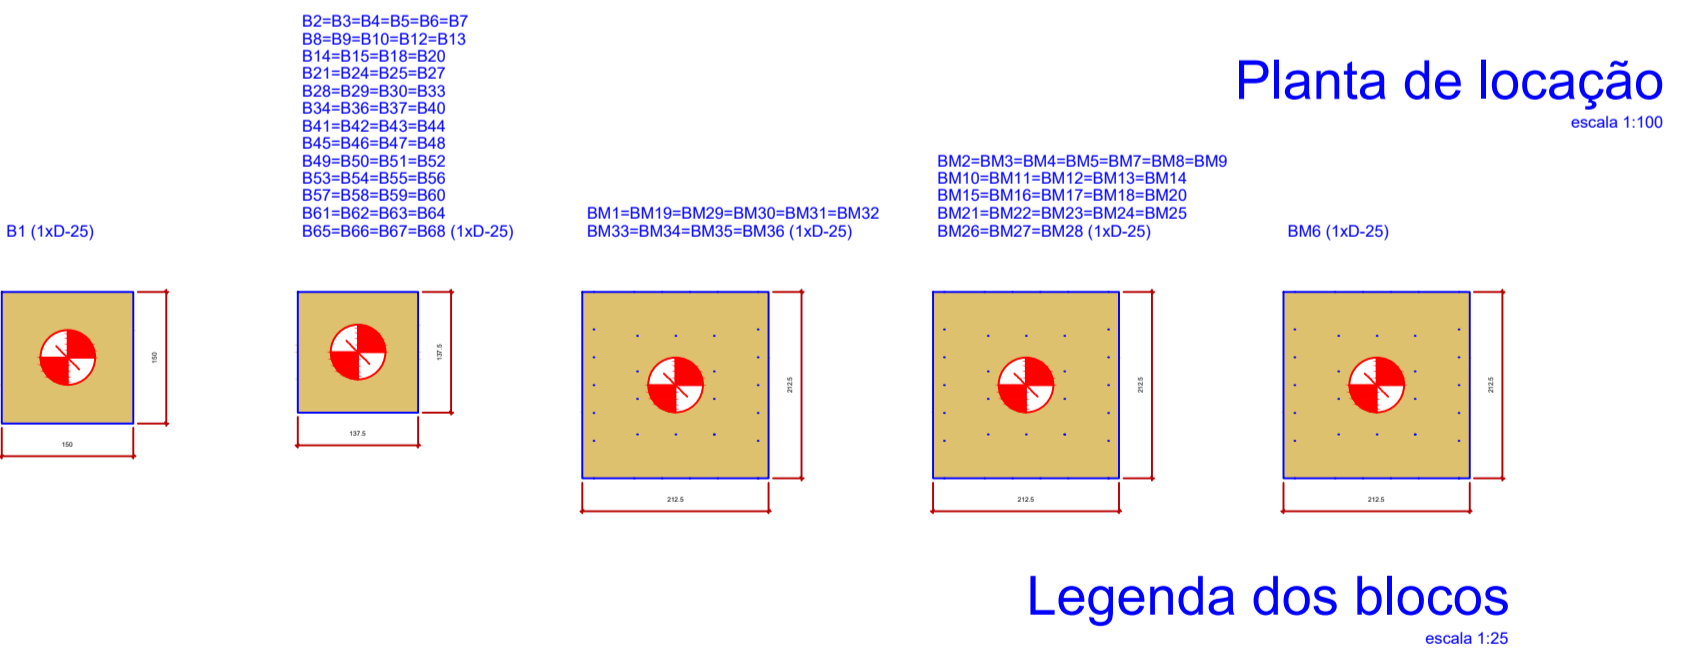 B2=B3=B4=B5=B6=B7
B8=B9=B10=B12=B13
B14=B15=B18=B20
B21=B24=B25=B27
B28=B29=B30=B33
B34=B36=B37=B40
B41=B42=B43=B44
B45=B46=B47=B48
B49=B50=B51=B52
B53=B54=B55=B56
B57=B58=B59=B60
B61=B62=B63=B64
B65=B66=B67=B68 (1xD-25)
Planta de locação
escala 1:100
B1 (1xD-25)
BM1=BM19=BM29=BM30=BM31=BM32
BM33=BM34=BM35=BM36 (1xD-25)
BM2=BM3=BM4=BM5=BM7=BM8=BM9
BM10=BM11=BM12=BM13=BM14
BM15=BM16=BM17=BM18=BM20
BM21=BM22=BM23=BM24=BM25
BM26=BM27=BM28 (1xD-25)
BM6 (1xD-25)
150
150
137.5
137.5
212.5
212.5
212.5
212.5
212.5
212.5
Legenda dos blocos
escala 1:25